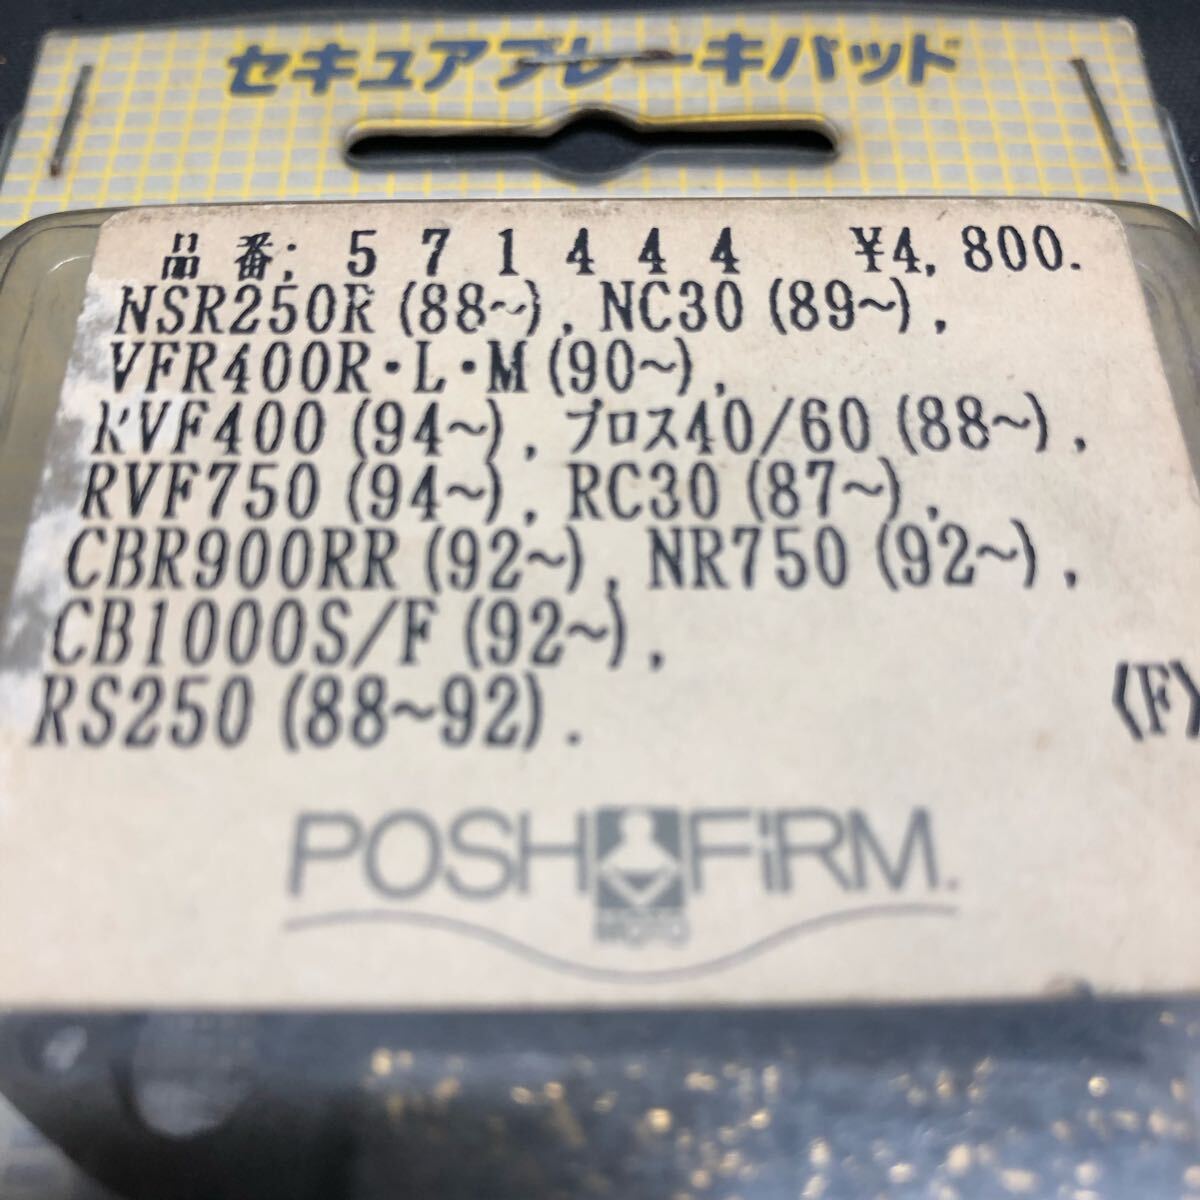 セキュアブレーキパッド
品番; 571444 ¥4,800.
NSR250R(88~), NC30(89~),
VFR400R・L・M(90~),
RVF400(94~), ブロス40/60(88~),
RVF750(94~), RC30(87~),
CBR900RR(92~), NR750(92~),
CB1000S/F(92~),
RS250(88~92). 〈F〉
POSH FiRM.
MOTO